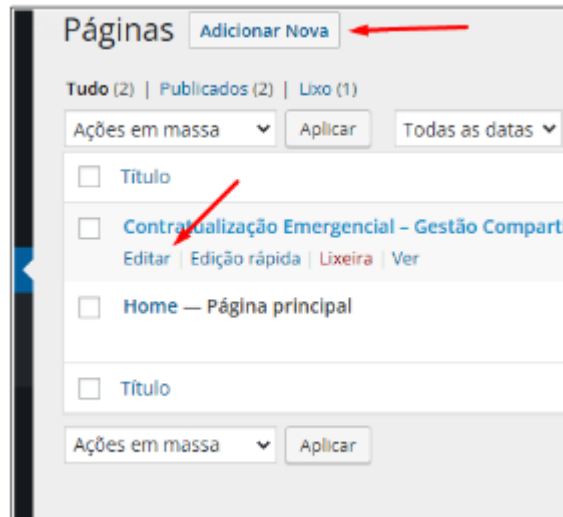 Páginas Adicionar Nova
Tudo (2) | Publicados (2) | Lixo (1)
Ações em massa Aplicar Todas as datas
Título
Contratualização Emergencial – Gestão Comparti
Editar | Edição rápida | Lixeira | Ver
Home — Página principal
Título
Ações em massa Aplicar